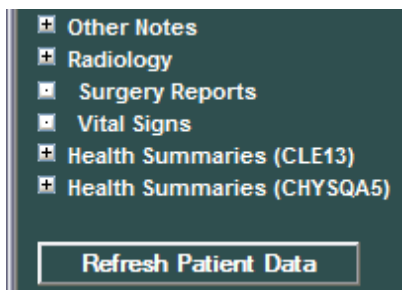 Other Notes
Radiology
Surgery Reports
Vital Signs
Health Summaries (CLE13)
Health Summaries (CHYSQA5)
Refresh Patient Data